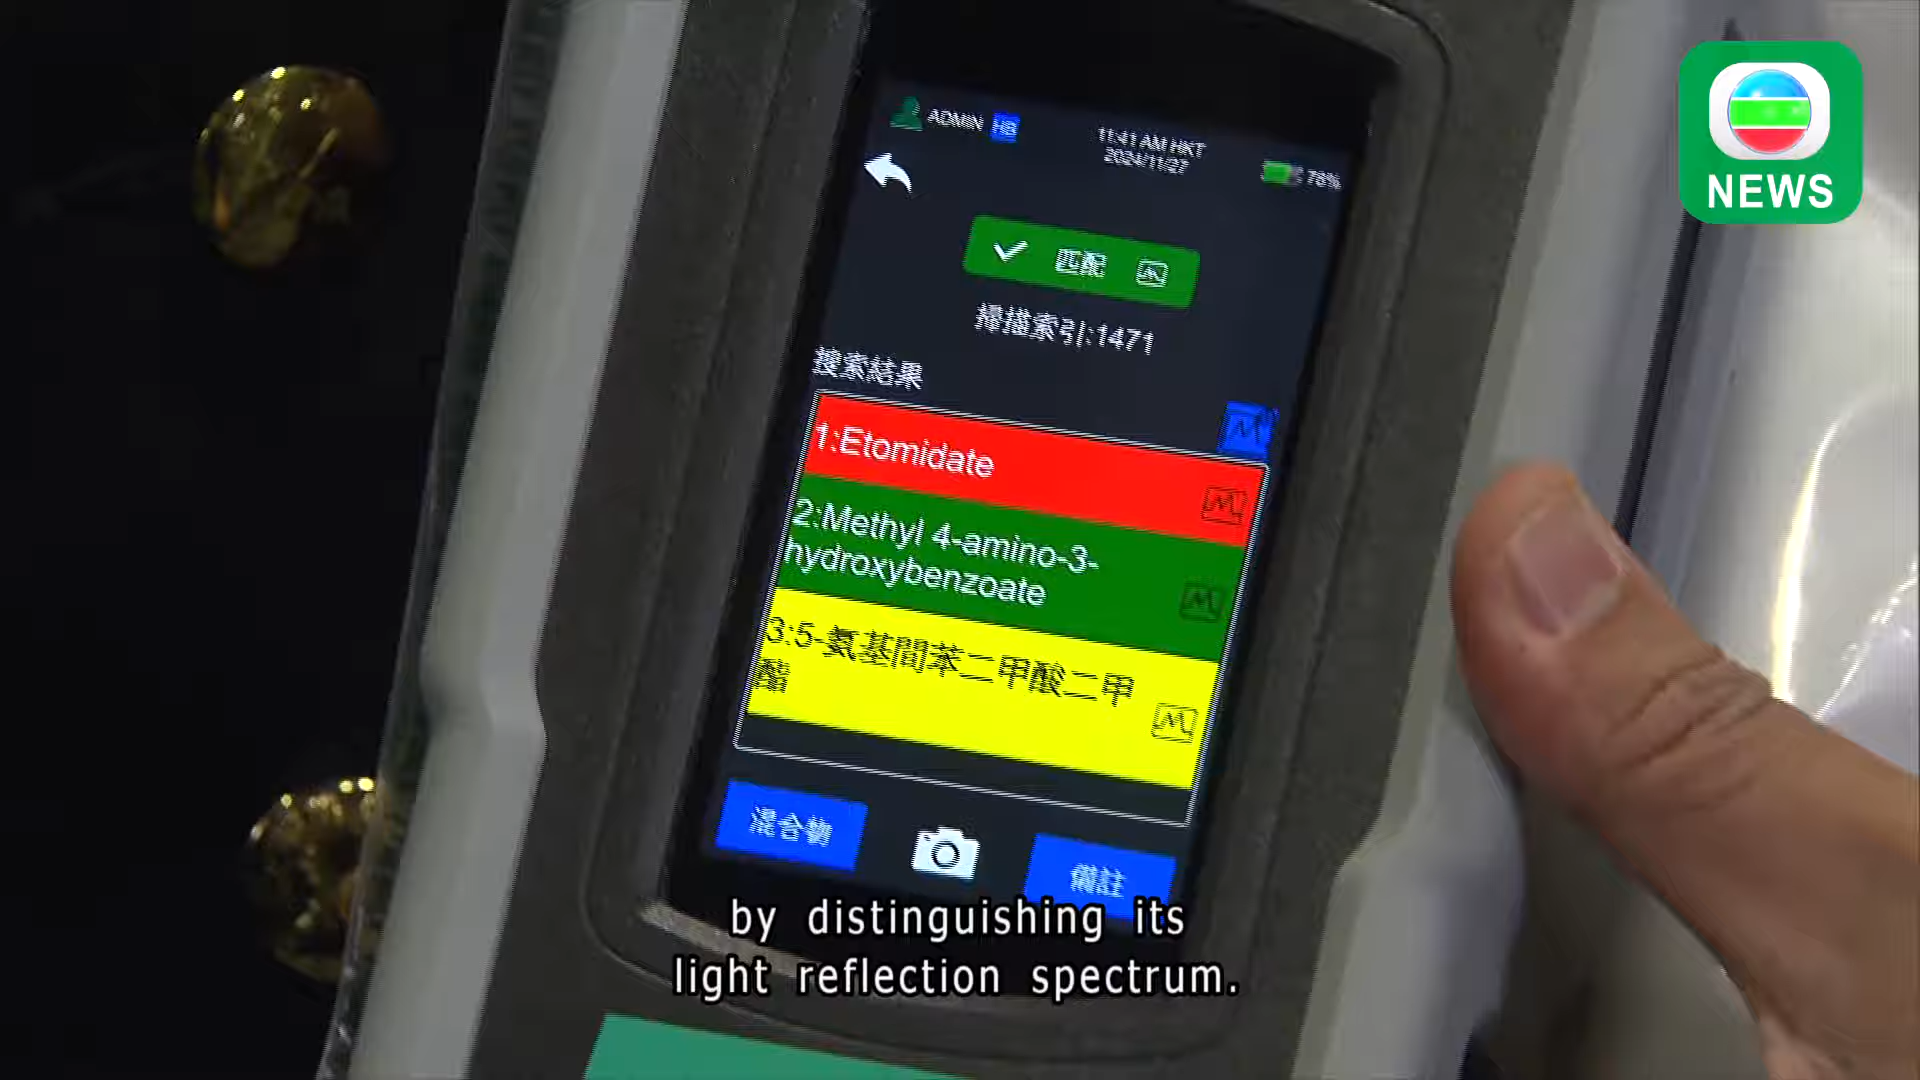 ADMIN HB
11:41 AM HKT
2024/11/27
78%
NEWS
匹配
掃描索引:1471
搜索結果
1:Etomidate
2:Methyl 4-amino-3-
hydroxybenzoate
3:5-氨基間苯二甲酸二甲
酯
混合物
備註
by distinguishing its
light reflection spectrum.